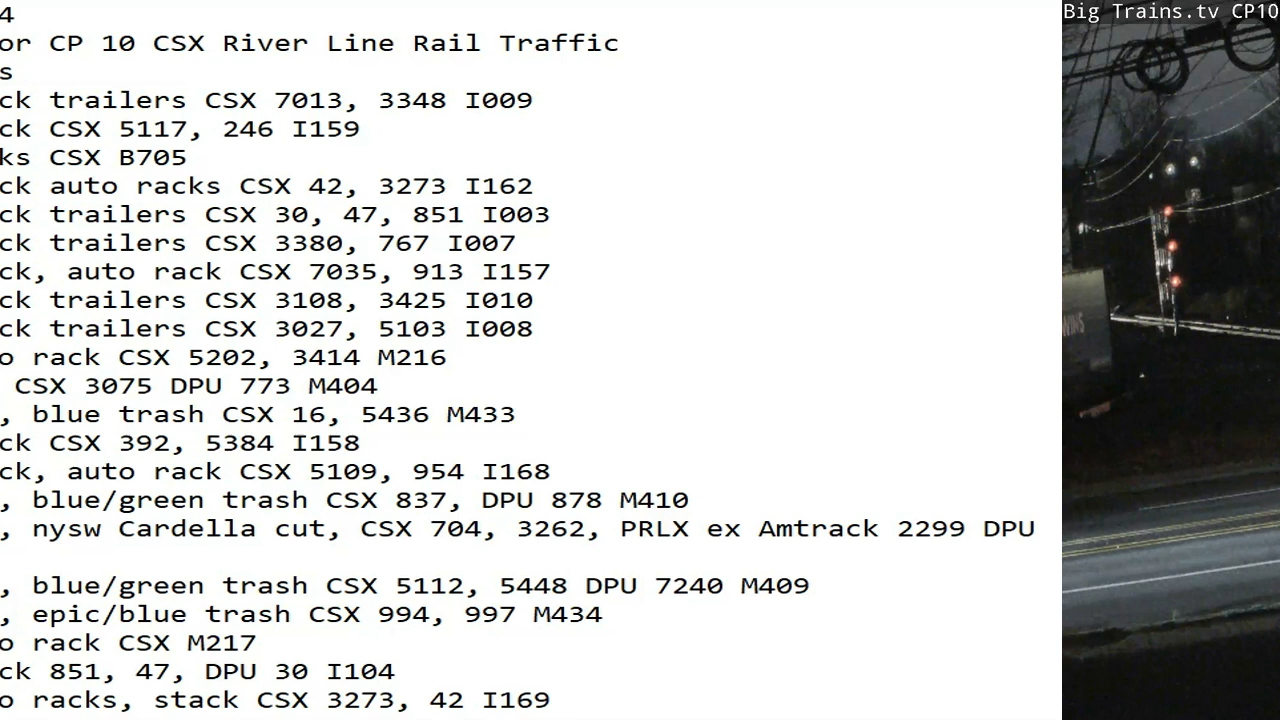 4
or CP 10 CSX River Line Rail Traffic
s
ck trailers CSX 7013, 3348 I009
ck CSX 5117, 246 I159
ks CSX B705
ck auto racks CSX 42, 3273 I162
ck trailers CSX 30, 47, 851 I003
ck trailers CSX 3380, 767 I007
ck, auto rack CSX 7035, 913 I157
ck trailers CSX 3108, 3425 I010
ck trailers CSX 3027, 5103 I008
o rack CSX 5202, 3414 M216
CSX 3075 DPU 773 M404
, blue trash CSX 16, 5436 M433
ck CSX 392, 5384 I158
ck, auto rack CSX 5109, 954 I168
, blue/green trash CSX 837, DPU 878 M410
, nysw Cardella cut, CSX 704, 3262, PRLX ex Amtrack 2299 DPU
, blue/green trash CSX 5112, 5448 DPU 7240 M409
, epic/blue trash CSX 994, 997 M434
o rack CSX M217
ck 851, 47, DPU 30 I104
o racks, stack CSX 3273, 42 I169
Big Trains.tv CP10